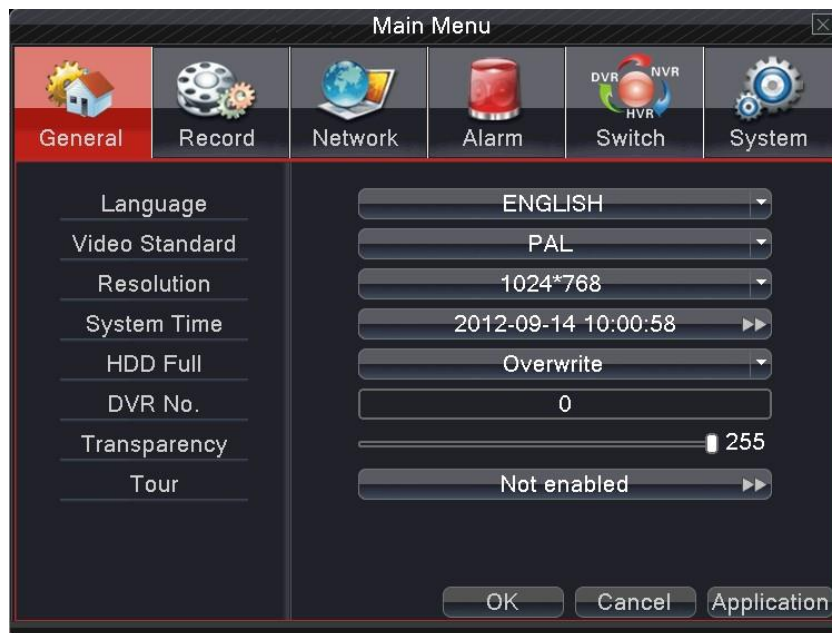 Main Menu
DVR NVR
HVR
General Record Network Alarm Switch System
Language ENGLISH
Video Standard PAL
Resolution 1024*768
System Time 2012-09-14 10:00:58
HDD Full Overwrite
DVR No. 0
Transparency 255
Tour Not enabled
OK Cancel Application